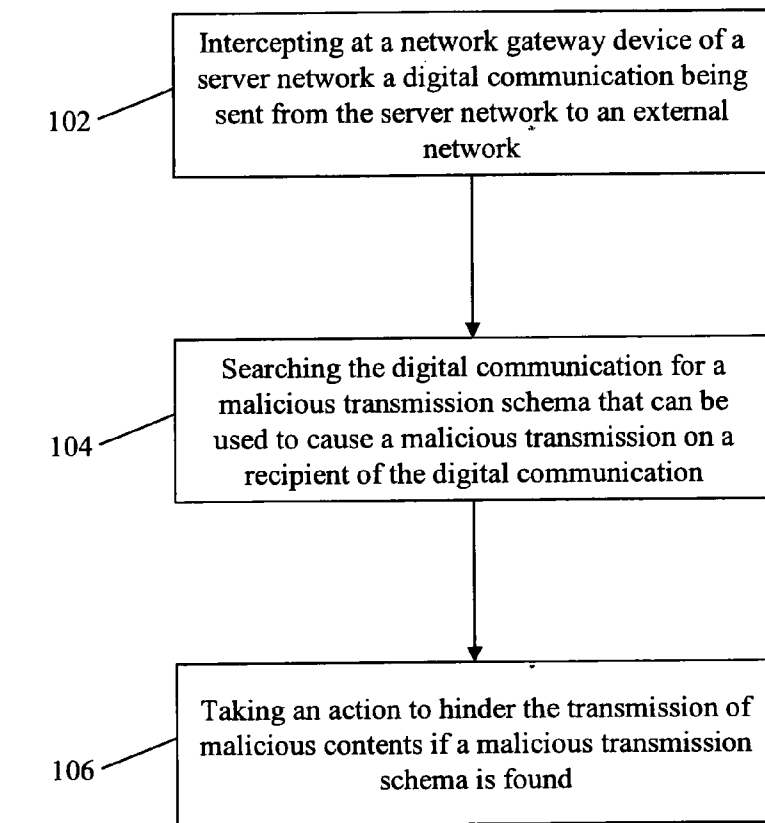 Intercepting at a network gateway device of a
server network a digital communication being
sent from the server network to an external
network
102
Searching the digital communication for a
malicious transmission schema that can be
used to cause a malicious transmission on a
recipient of the digital communication
104
Taking an action to hinder the transmission of
malicious contents if a malicious transmission
schema is found
106